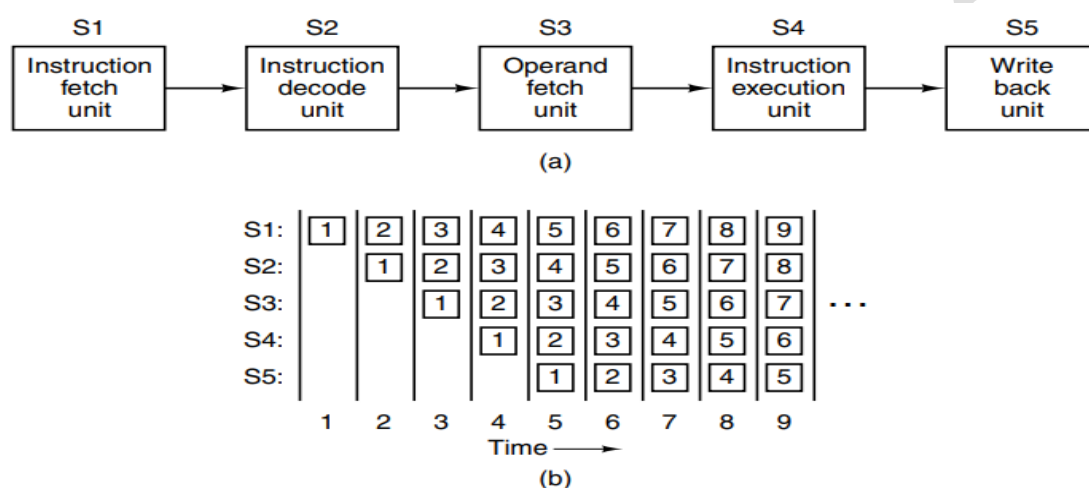 S1 S2 S3 S4 S5
Instruction Instruction Operand Instruction Write
fetch decode fetch execution back
unit unit unit unit unit
(a)
S1: 1 2 3 4 5 6 7 8 9
S2: 1 2 3 4 5 6 7 8
S3: 1 2 3 4 5 6 7 ...
S4: 1 2 3 4 5 6
S5: 1 2 3 4 5
1 2 3 4 5 6 7 8 9
Time
(b)